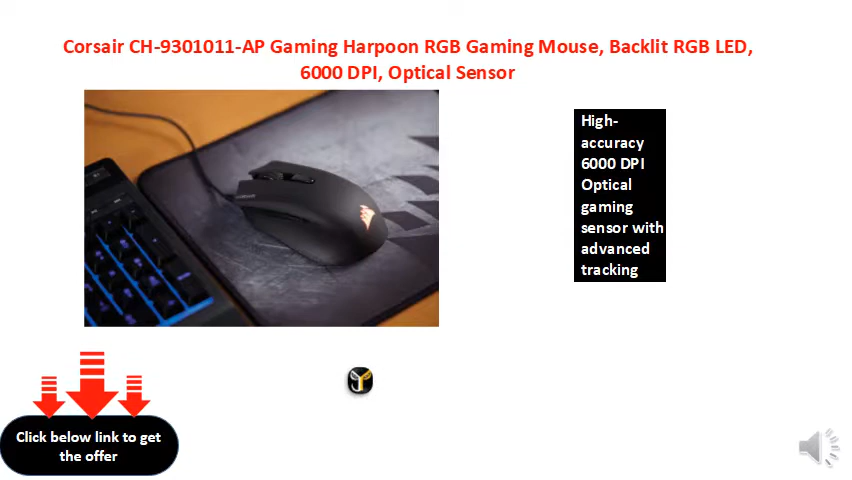 Corsair CH-9301011-AP Gaming Harpoon RGB Gaming Mouse, Backlit RGB LED,
6000 DPI, Optical Sensor
High-
accuracy
6000 DPI
Optical
gaming
sensor with
advanced
tracking
Click below link to get
the offer